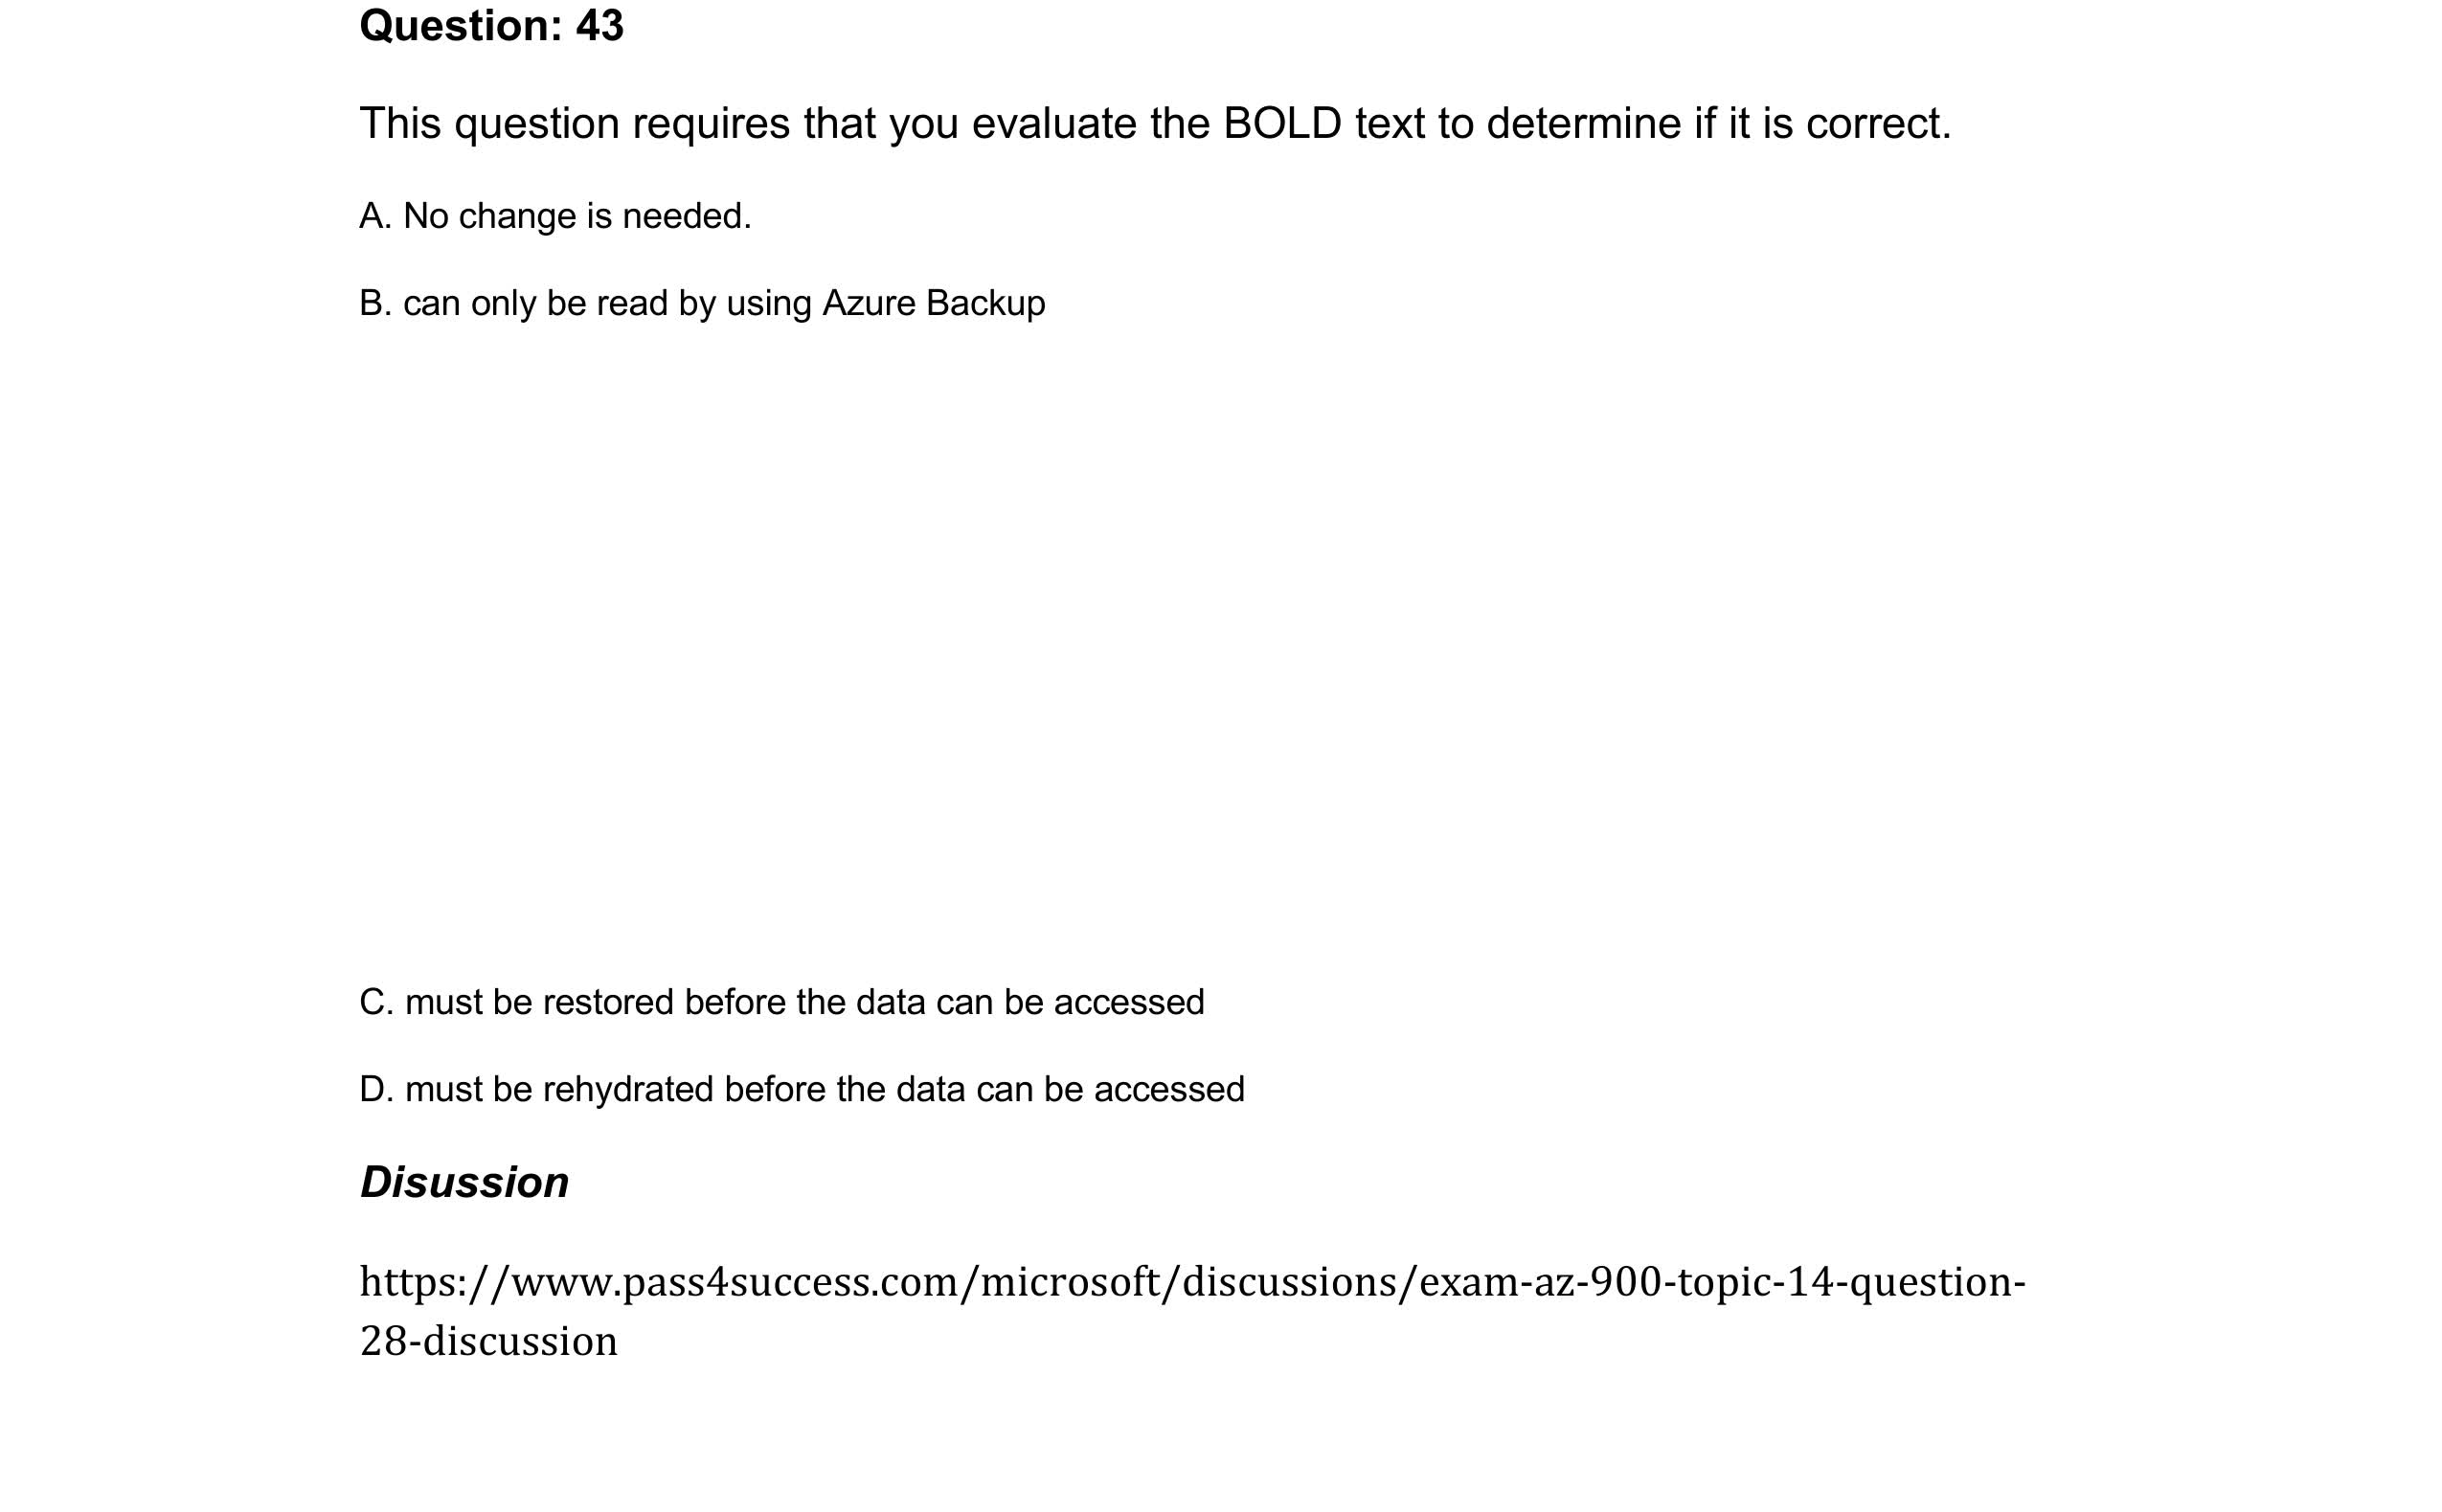 Question: 43
This question requires that you evaluate the BOLD text to determine if it is correct.
A. No change is needed.
B. can only be read by using Azure Backup
C. must be restored before the data can be accessed
D. must be rehydrated before the data can be accessed
Disussion
https://www.pass4success.com/microsoft/discussions/exam-az-900-topic-14-question-
28-discussion